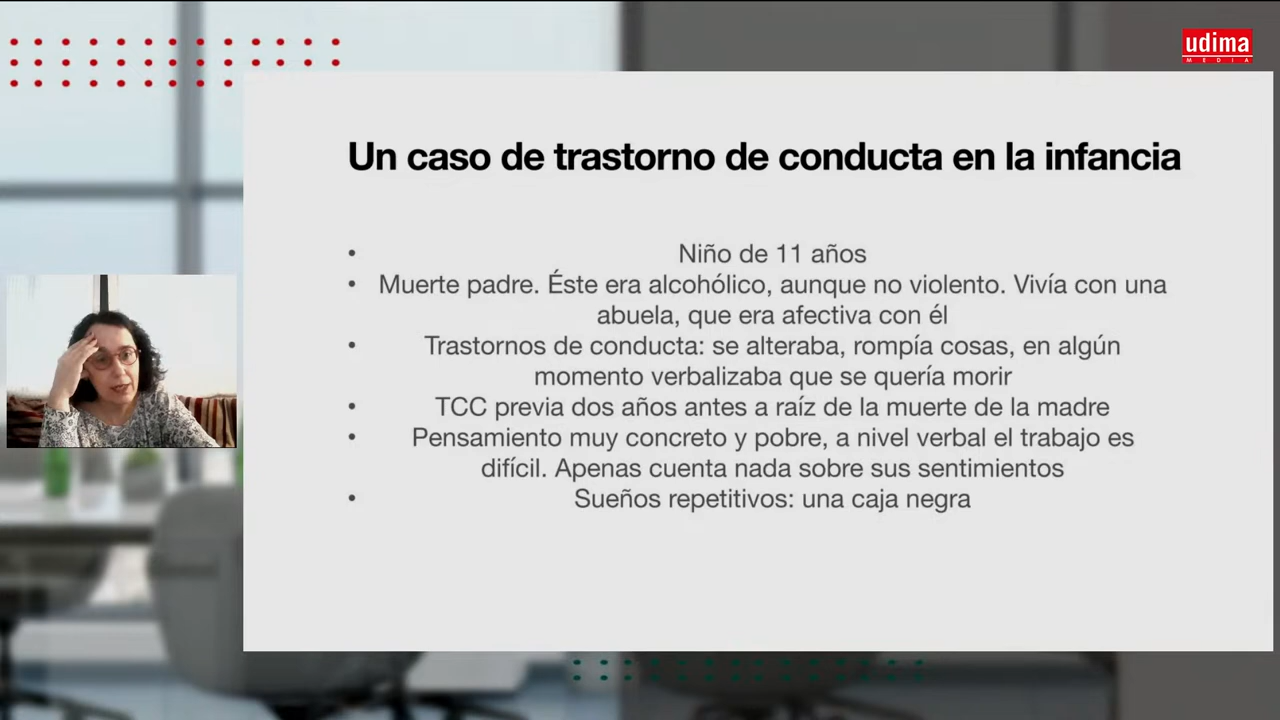 udima
MEDIA
Un caso de trastorno de conducta en la infancia
• Niño de 11 años
• Muerte padre. Éste era alcohólico, aunque no violento. Vivía con una
abuela, que era afectiva con él
• Trastornos de conducta: se alteraba, rompía cosas, en algún
momento verbalizaba que se quería morir
• TCC previa dos años antes a raíz de la muerte de la madre
• Pensamiento muy concreto y pobre, a nivel verbal el trabajo es
difícil. Apenas cuenta nada sobre sus sentimientos
• Sueños repetitivos: una caja negra